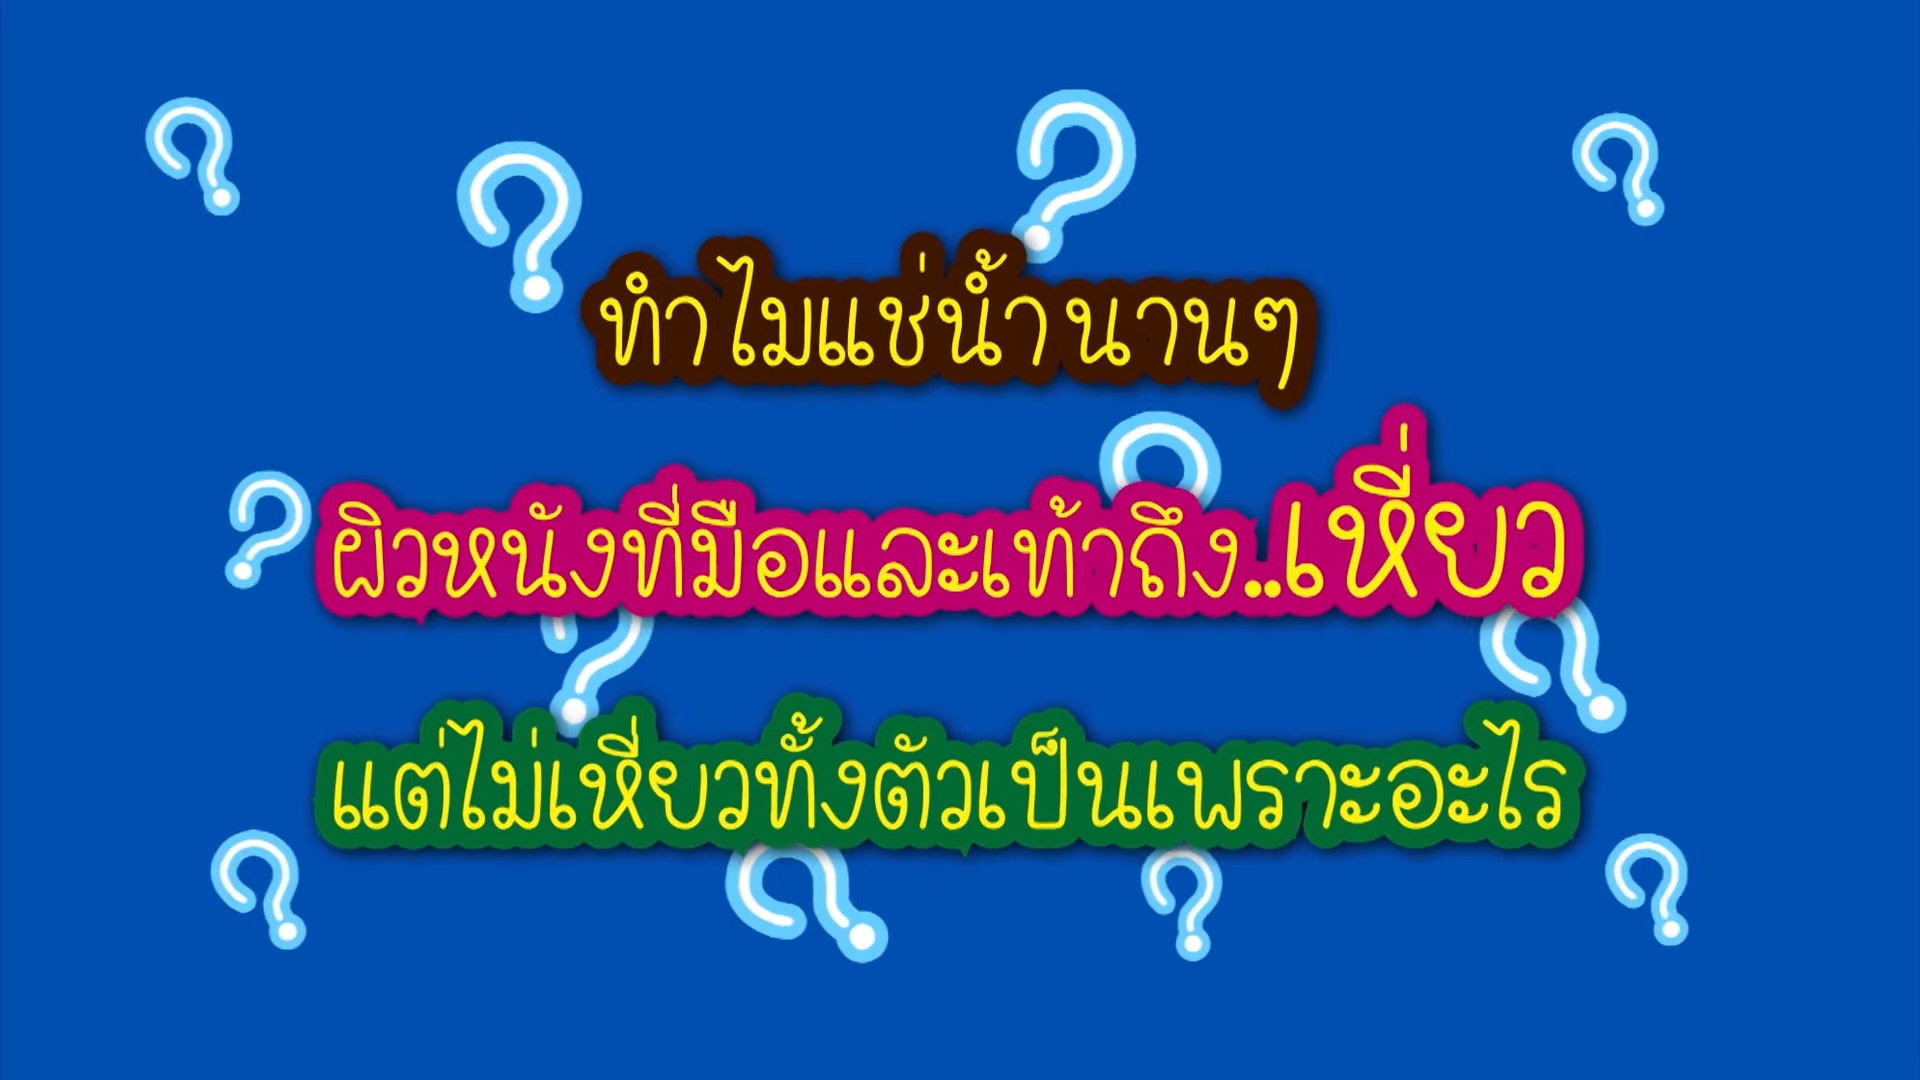 ทำไมแช่น้ำนานๆ
ผิวหนังที่มือและเท้าถึง..เหี่ยว
แต่ไม่เหี่ยวทั้งตัวเป็นเพราะอะไร